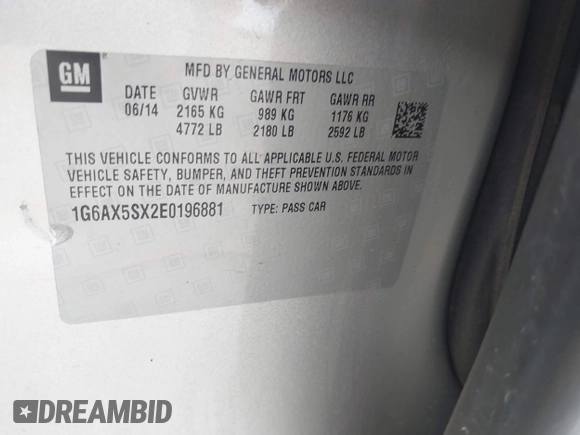 GM
MFD BY GENERAL MOTORS LLC
DATE GVWR GAWR FRT GAWR RR
06/14 2165 KG 989 KG 1176 KG
4772 LB 2180 LB 2592 LB
THIS VEHICLE CONFORMS TO ALL APPLICABLE U.S. FEDERAL MOTOR
VEHICLE SAFETY, BUMPER, AND THEFT PREVENTION STANDARDS IN
EFFECT ON THE DATE OF MANUFACTURE SHOWN ABOVE.
1G6AX5SX2E0196881 TYPE: PASS CAR
DREAMBID